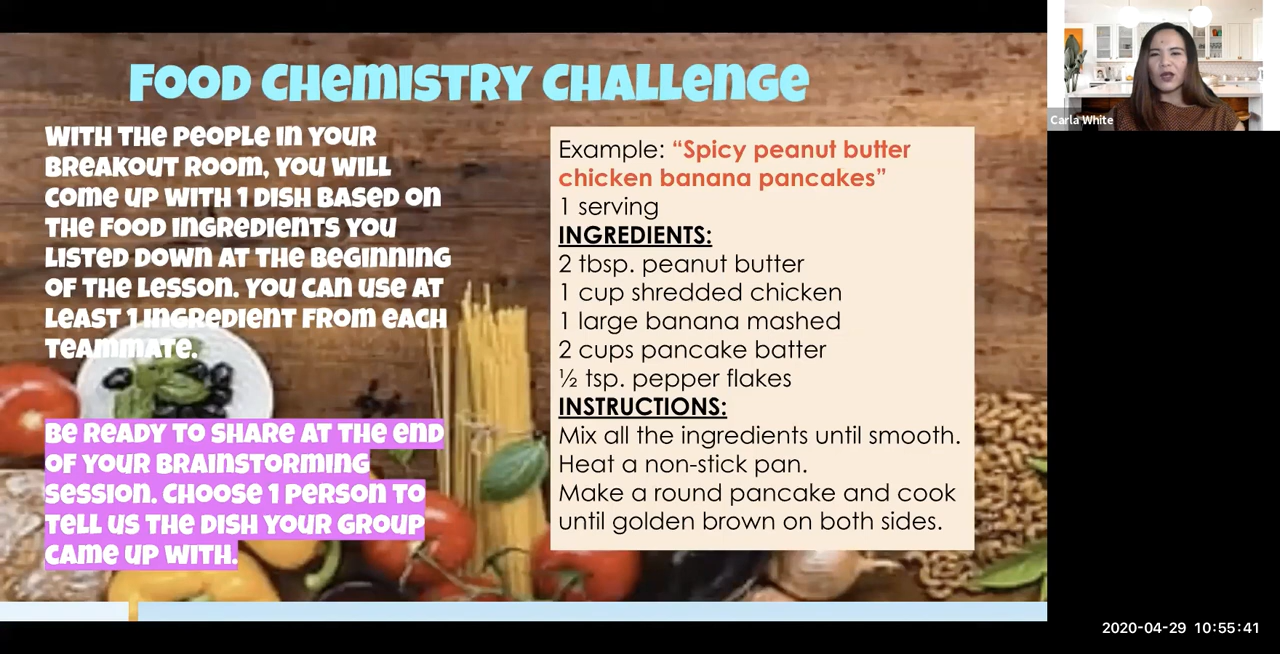 Food Chemistry Challenge
With the people in your
breakout room, you will
come up with 1 dish based on
the food ingredients you
listed down at the beginning
of the lesson. You can use at
least 1 ingredient from each
teammate.
Be ready to share at the end
of your brainstorming
session. Choose 1 person to
tell us the dish your group
came up with.
Example: “Spicy peanut butter
chicken banana pancakes”
1 serving
INGREDIENTS:
2 tbsp. peanut butter
1 cup shredded chicken
1 large banana mashed
2 cups pancake batter
½ tsp. pepper flakes
INSTRUCTIONS:
Mix all the ingredients until smooth.
Heat a non-stick pan.
Make a round pancake and cook
until golden brown on both sides.
Carla White
2020-04-29 10:55:41